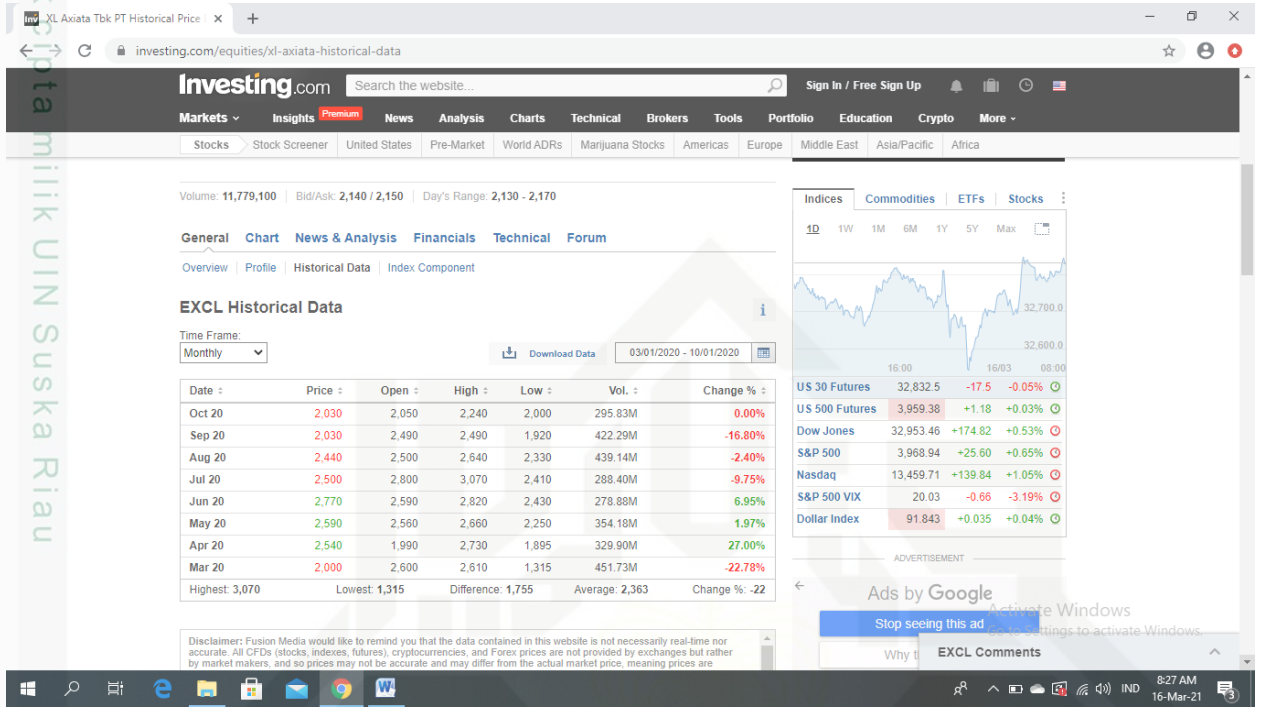 XL Axiata Tbk PT Historical Price
investing.com/equities/xl-axiata-historical-data
Investing.com Search the website... Sign In / Free Sign Up
Markets Insights Premium News Analysis Charts Technical Brokers Tools Portfolio Education Crypto More
Stocks Stock Screener United States Pre-Market World ADRs Marijuana Stocks Americas Europe Middle East Asia/Pacific Africa
Volume: 11,779,100 Bid/Ask: 2,140 / 2,150 Day's Range: 2,130 - 2,170
General Chart News & Analysis Financials Technical Forum
Overview Profile Historical Data Index Component
EXCL Historical Data
Time Frame:
Monthly Download Data 03/01/2020 - 10/01/2020
Date Price Open High Low Vol. Change %
Oct 20 2,030 2,050 2,240 2,000 295.83M 0.00%
Sep 20 2,030 2,490 2,490 1,920 422.29M -16.80%
Aug 20 2,440 2,500 2,640 2,330 439.14M -2.40%
Jul 20 2,500 2,800 3,070 2,410 288.40M -9.75%
Jun 20 2,770 2,590 2,820 2,430 278.88M 6.95%
May 20 2,590 2,560 2,660 2,250 354.18M 1.97%
Apr 20 2,540 1,990 2,730 1,895 329.90M 27.00%
Mar 20 2,000 2,600 2,610 1,315 451.73M -22.78%
Highest: 3,070 Lowest: 1,315 Difference: 1,755 Average: 2,363 Change %: -22
Disclaimer: Fusion Media would like to remind you that the data contained in this website is not necessarily real-time nor
accurate. All CFDs (stocks, indexes, futures), cryptocurrencies, and Forex prices are not provided by exchanges but rather
by market makers, and so prices may not be accurate and may differ from the actual market price, meaning prices are
Indices Commodities ETFs Stocks
1D 1W 1M 6M 1Y 5Y Max
32,700.0
32,600.0
16:00 16/03 08:00
US 30 Futures 32,832.5 -17.5 -0.05%
US 500 Futures 3,959.38 +1.18 +0.03%
Dow Jones 32,953.46 +174.82 +0.53%
S&P 500 3,968.94 +25.60 +0.65%
Nasdaq 13,459.71 +139.84 +1.05%
S&P 500 VIX 20.03 -0.66 -3.19%
Dollar Index 91.843 +0.035 +0.04%
ADVERTISEMENT
Ads by Google
Stop seeing this ad
Why
Activate Windows
Go to Settings to activate Windows.
EXCL Comments
IND
8:27 AM
16-Mar-21
3
cipta milik UIN Suska Riau